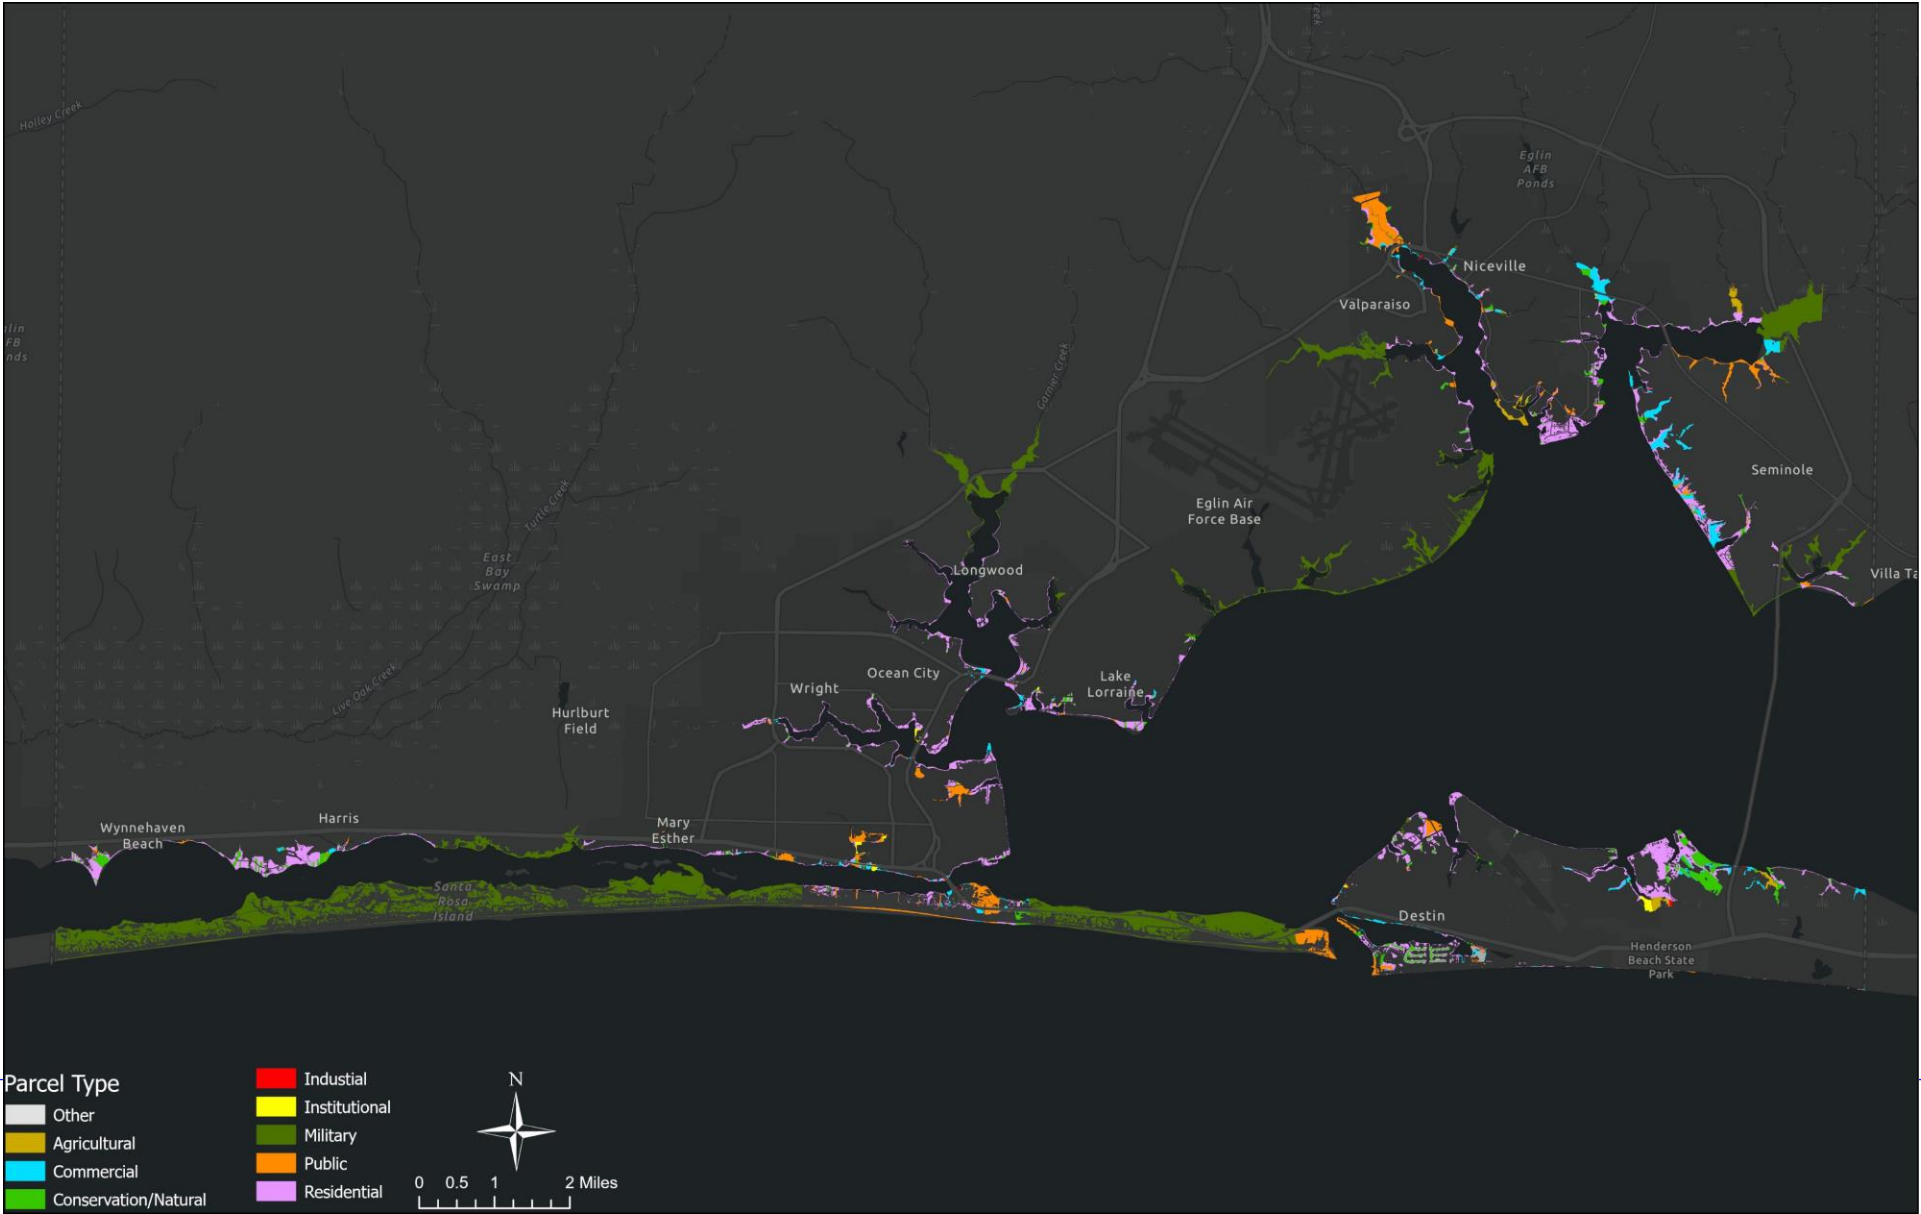 Creek
Holley Creek
Eglin
AFB
Ponds
Niceville
Valparaiso
Garnier Creek
Seminole
Eglin Air
Force Base
Turtle Creek
East
Bay
Swamp
Longwood
Villa Ta
Ocean City
Lake
Lorraine
Wright
Live Oak Creek
Hurlburt
Field
Wynnehaven
Beach
Harris
Mary
Esther
Santa
Rosa
Island
Destin
Henderson
Beach State
Park
Parcel Type
Other
Agricultural
Commercial
Conservation/Natural
Industial
Institutional
Military
Public
Residential
N
0 0.5 1 2 Miles